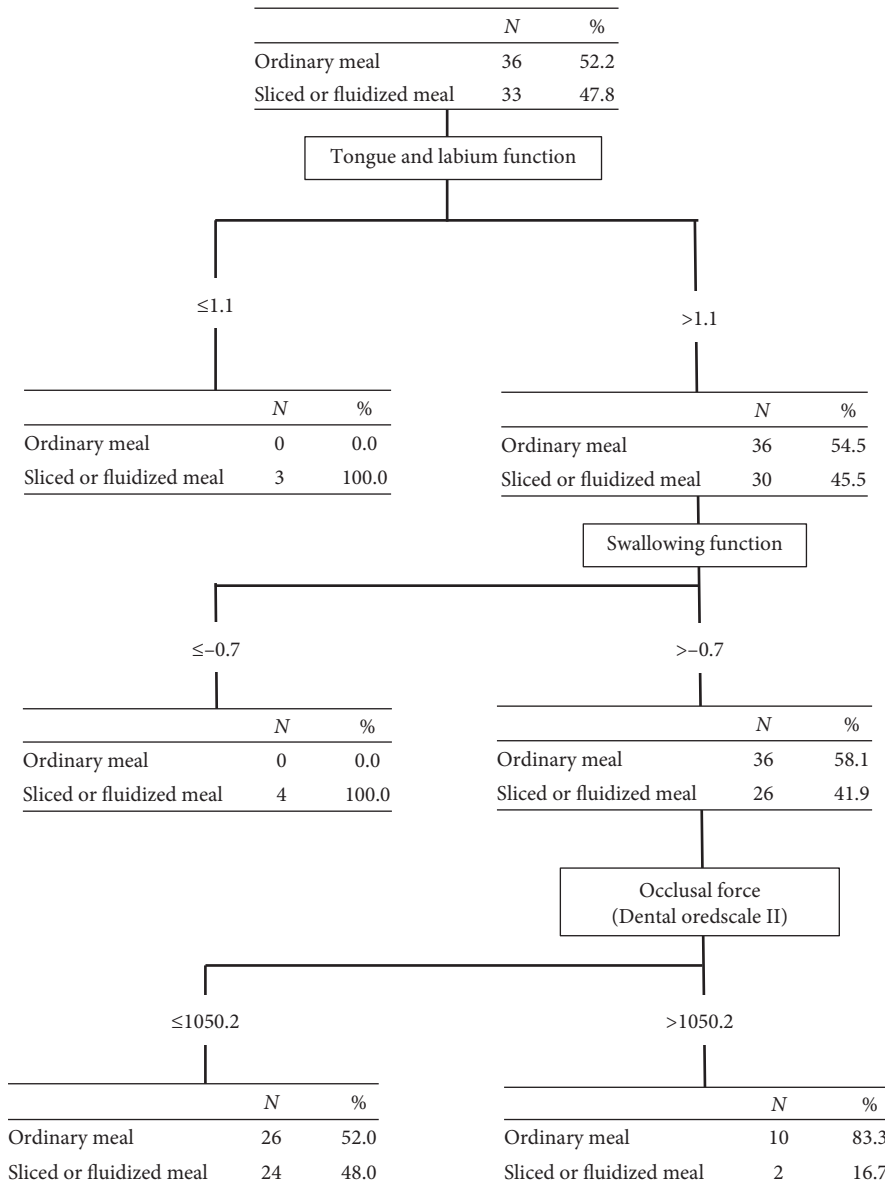 N %
Ordinary meal 36 52.2
Sliced or fluidized meal 33 47.8
Tongue and labium function
≤1.1
>1.1
N %
Ordinary meal 0 0.0
Sliced or fluidized meal 3 100.0
N %
Ordinary meal 36 54.5
Sliced or fluidized meal 30 45.5
Swallowing function
≤–0.7
>–0.7
N %
Ordinary meal 0 0.0
Sliced or fluidized meal 4 100.0
N %
Ordinary meal 36 58.1
Sliced or fluidized meal 26 41.9
Occlusal force
(Dental oredscale II)
≤1050.2
>1050.2
N %
Ordinary meal 26 52.0
Sliced or fluidized meal 24 48.0
N %
Ordinary meal 10 83.3
Sliced or fluidized meal 2 16.7